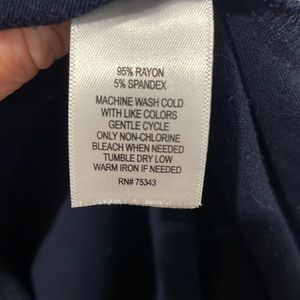 95% RAYON
5% SPANDEX
MACHINE WASH COLD
WITH LIKE COLORS
GENTLE CYCLE
ONLY NON-CHLORINE
BLEACH WHEN NEEDED
TUMBLE DRY LOW
WARM IRON IF NEEDED
RN# 75343